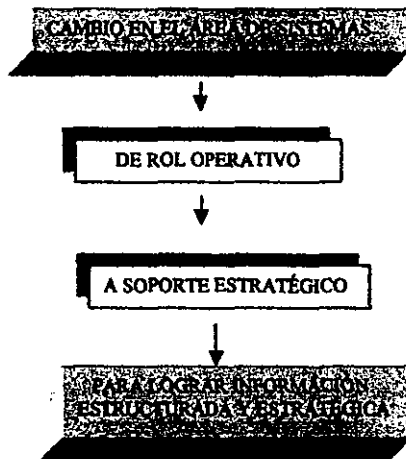 CAMBIO EN EL ÁREA DE SISTEMAS
DE ROL OPERATIVO
A SOPORTE ESTRATÉGICO
PARA LOGRAR INFORMACIÓN
ESTRUCTURADA Y ESTRATÉGICA